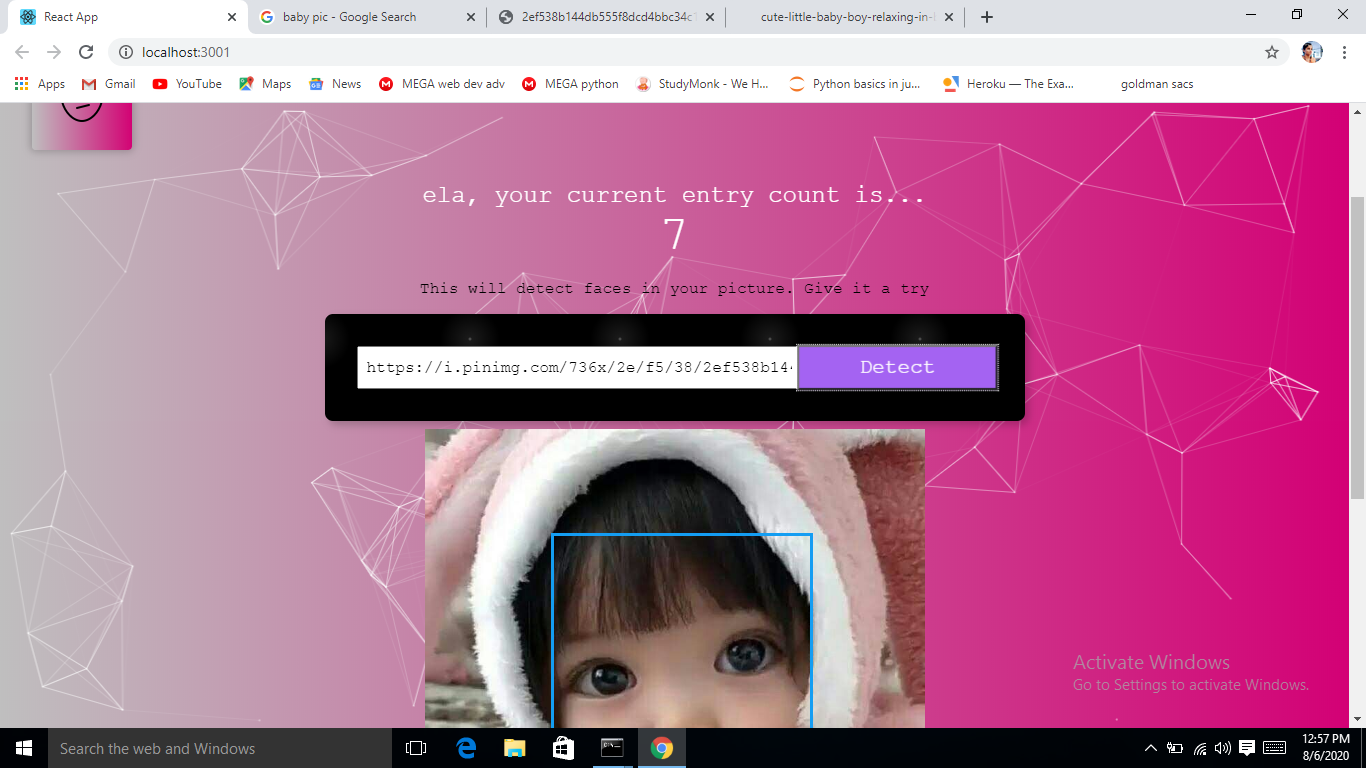 React App
baby pic - Google Search
2ef538b144db555f8dcd4bbc34c1
cute-little-baby-boy-relaxing-in-
localhost:3001
Apps
Gmail
YouTube
Maps
News
MEGA web dev adv
MEGA python
StudyMonk - We H...
Python basics in ju...
Heroku — The Exa...
goldman sacs
ela, your current entry count is...
7
This will detect faces in your picture. Give it a try
https://i.pinimg.com/736x/2e/f5/38/2ef538b14
Detect
Activate Windows
Go to Settings to activate Windows.
Search the web and Windows
12:57 PM
8/6/2020